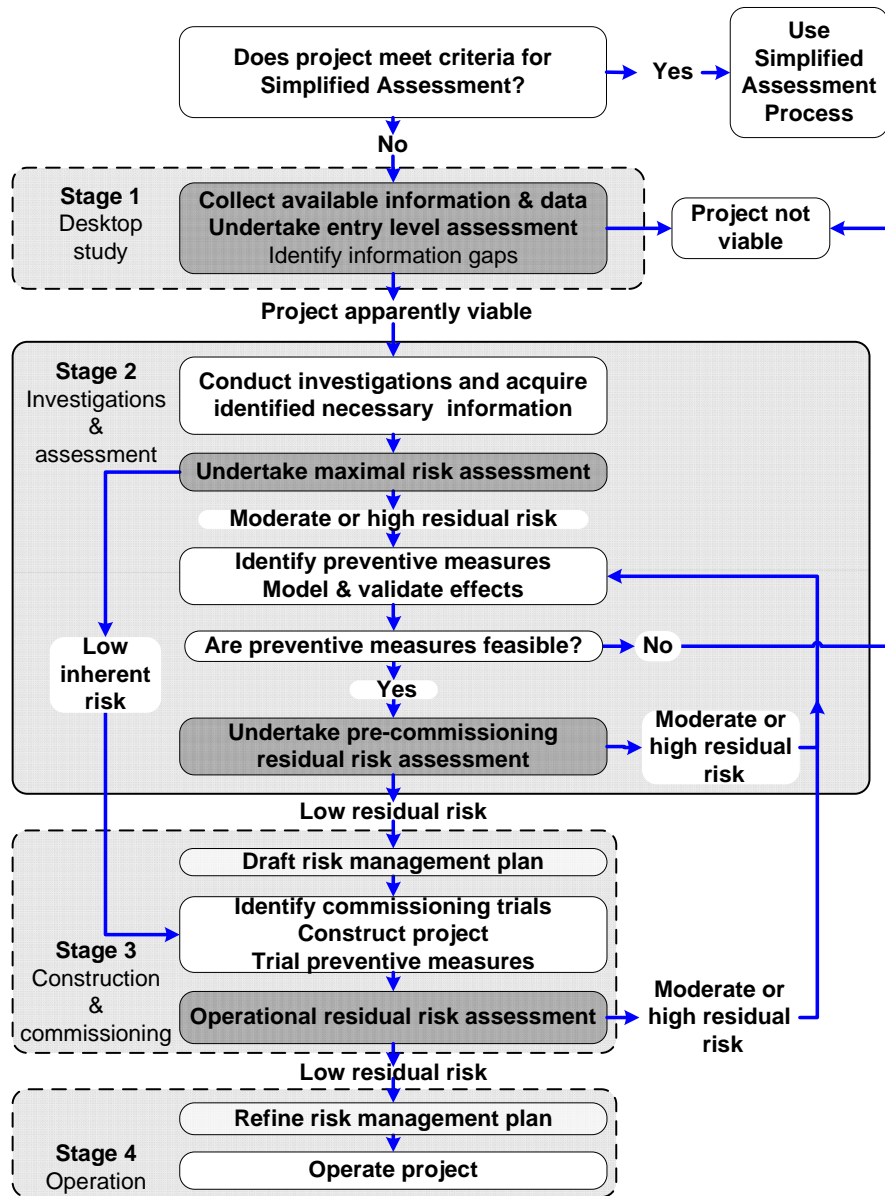 Does project meet criteria for
Simplified Assessment?
Yes
Use
Simplified
Assessment
Process
No
Stage 1
Desktop
study
Collect available information & data
Undertake entry level assessment
Identify information gaps
Project not
viable
Project apparently viable
Stage 2
Investigations
&
assessment
Conduct investigations and acquire
identified necessary information
Undertake maximal risk assessment
Moderate or high residual risk
Identify preventive measures
Model & validate effects
Low
inherent
risk
Are preventive measures feasible?
No
Yes
Undertake pre-commissioning
residual risk assessment
Moderate or
high residual
risk
Low residual risk
Draft risk management plan
Stage 3
Construction
&
commissioning
Identify commissioning trials
Construct project
Trial preventive measures
Operational residual risk assessment
Moderate or
high residual
risk
Low residual risk
Stage 4
Operation
Refine risk management plan
Operate project